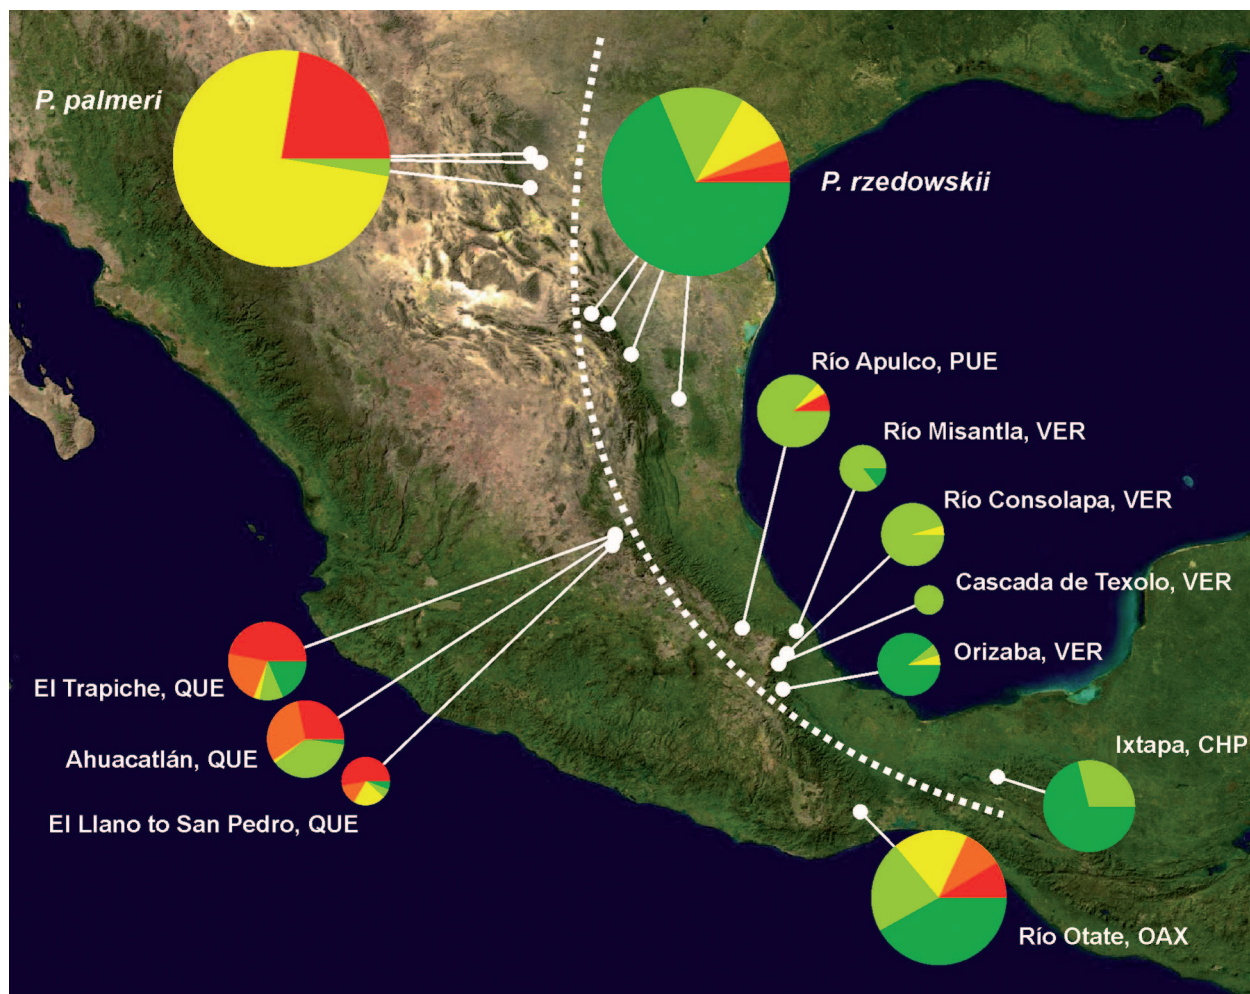 P. palmeri
P. rzedowskii
Río Apulco, PUE
Río Misantla, VER
Río Consolapa, VER
Cascada de Texolo, VER
Orizaba, VER
El Trapiche, QUE
Ixtapa, CHP
Ahuacatlán, QUE
El Llano to San Pedro, QUE
Río Otate, OAX